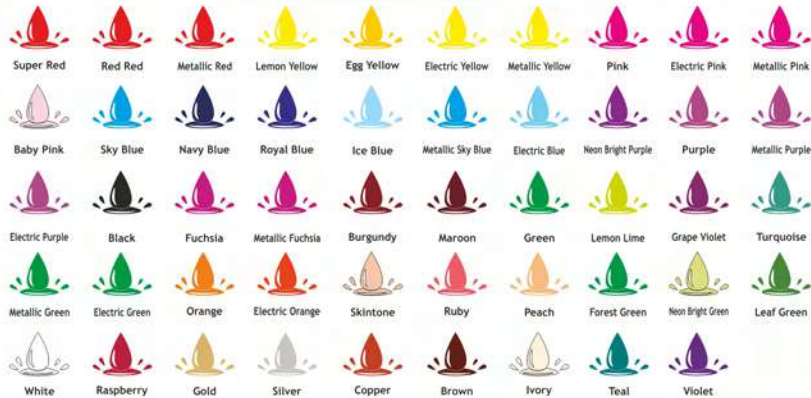 Super Red Red Red Metallic Red Lemon Yellow Egg Yellow Electric Yellow Metallic Yellow Pink Electric Pink Metallic Pink
Baby Pink Sky Blue Navy Blue Royal Blue Ice Blue Metallic Sky Blue Electric Blue Neon Bright Purple Purple Metallic Purple
Electric Purple Black Fuchsia Metallic Fuchsia Burgundy Maroon Green Lemon Lime Grape Violet Turquoise
Metallic Green Electric Green Orange Electric Orange Skintone Ruby Peach Forest Green Neon Bright Green Leaf Green
White Raspberry Gold Silver Copper Brown Ivory Teal Violet